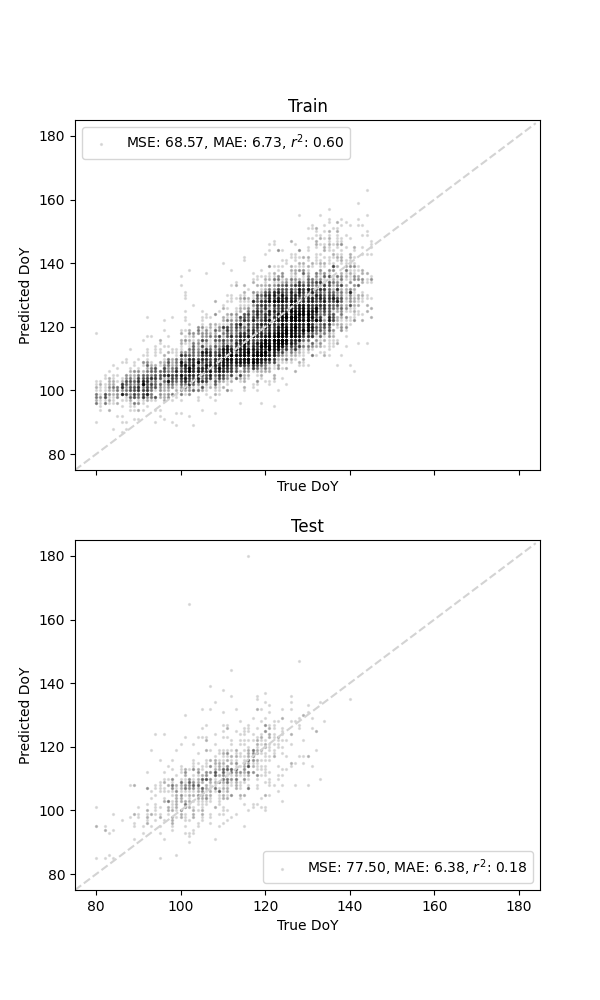 Train
MSE: 68.57, MAE: 6.73, r²: 0.60
180
160
140
120
100
80
Predicted DoY
True DoY
Test
180
160
140
120
100
80
Predicted DoY
MSE: 77.50, MAE: 6.38, r²: 0.18
80 100 120 140 160 180
True DoY